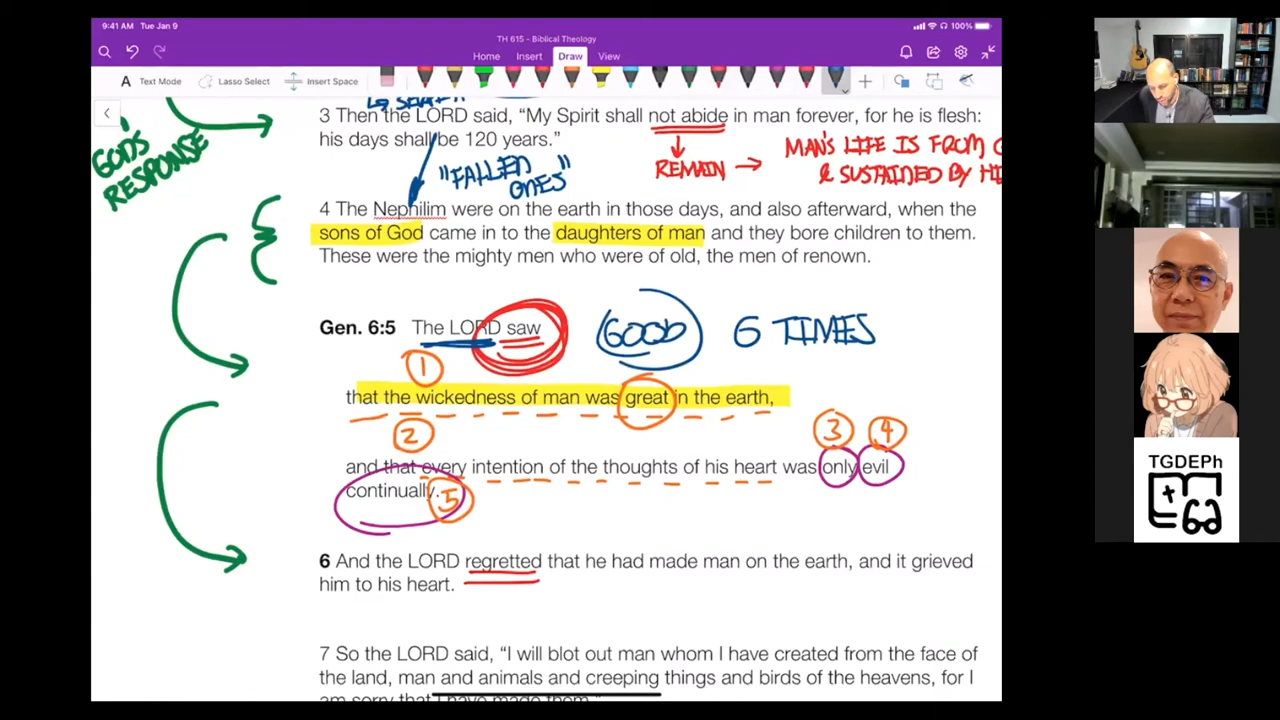 9:41 AM Tue Jan 9
100%
TH 615 - Biblical Theology
Home Insert Draw View
Text Mode Lasso Select Insert Space
3 Then the LORD said, “My Spirit shall not abide in man forever, for he is flesh:
his days shall be 120 years.”
GOD'S
RESPONSE
"FALLEN
ONES"
REMAIN →
MAN'S LIFE IS FROM
& SUSTAINED BY
4 The Nephilim were on the earth in those days, and also afterward, when the
sons of God came in to the daughters of man and they bore children to them.
These were the mighty men who were of old, the men of renown.
Gen. 6:5 The LORD saw
GOOD 6 TIMES
1
that the wickedness of man was great in the earth,
2
3 4
and that every intention of the thoughts of his heart was only evil
continually.
5
6 And the LORD regretted that he had made man on the earth, and it grieved
him to his heart.
7 So the LORD said, “I will blot out man whom I have created from the face of
the land, man and animals and creeping things and birds of the heavens, for I
am sorry that I have made them.”
TGDEPh